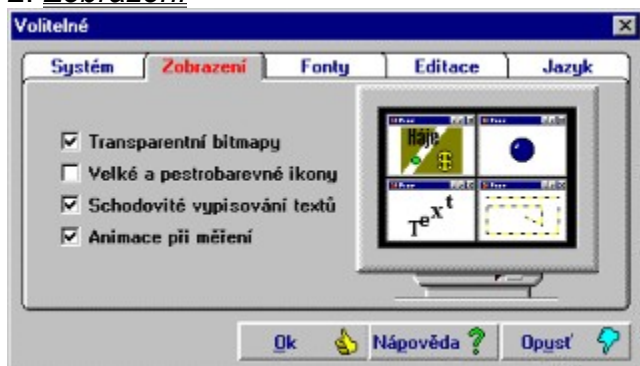 2. Zobrazení
Volitelné
Systém Zobrazení Fonty Editace Jazyk
Transparentní bitmapy
Velké a pestrobarevné ikony
Schodovité vypisování textů
Animace při měření
Háje
Text
Ok Nápověda ? Opusť